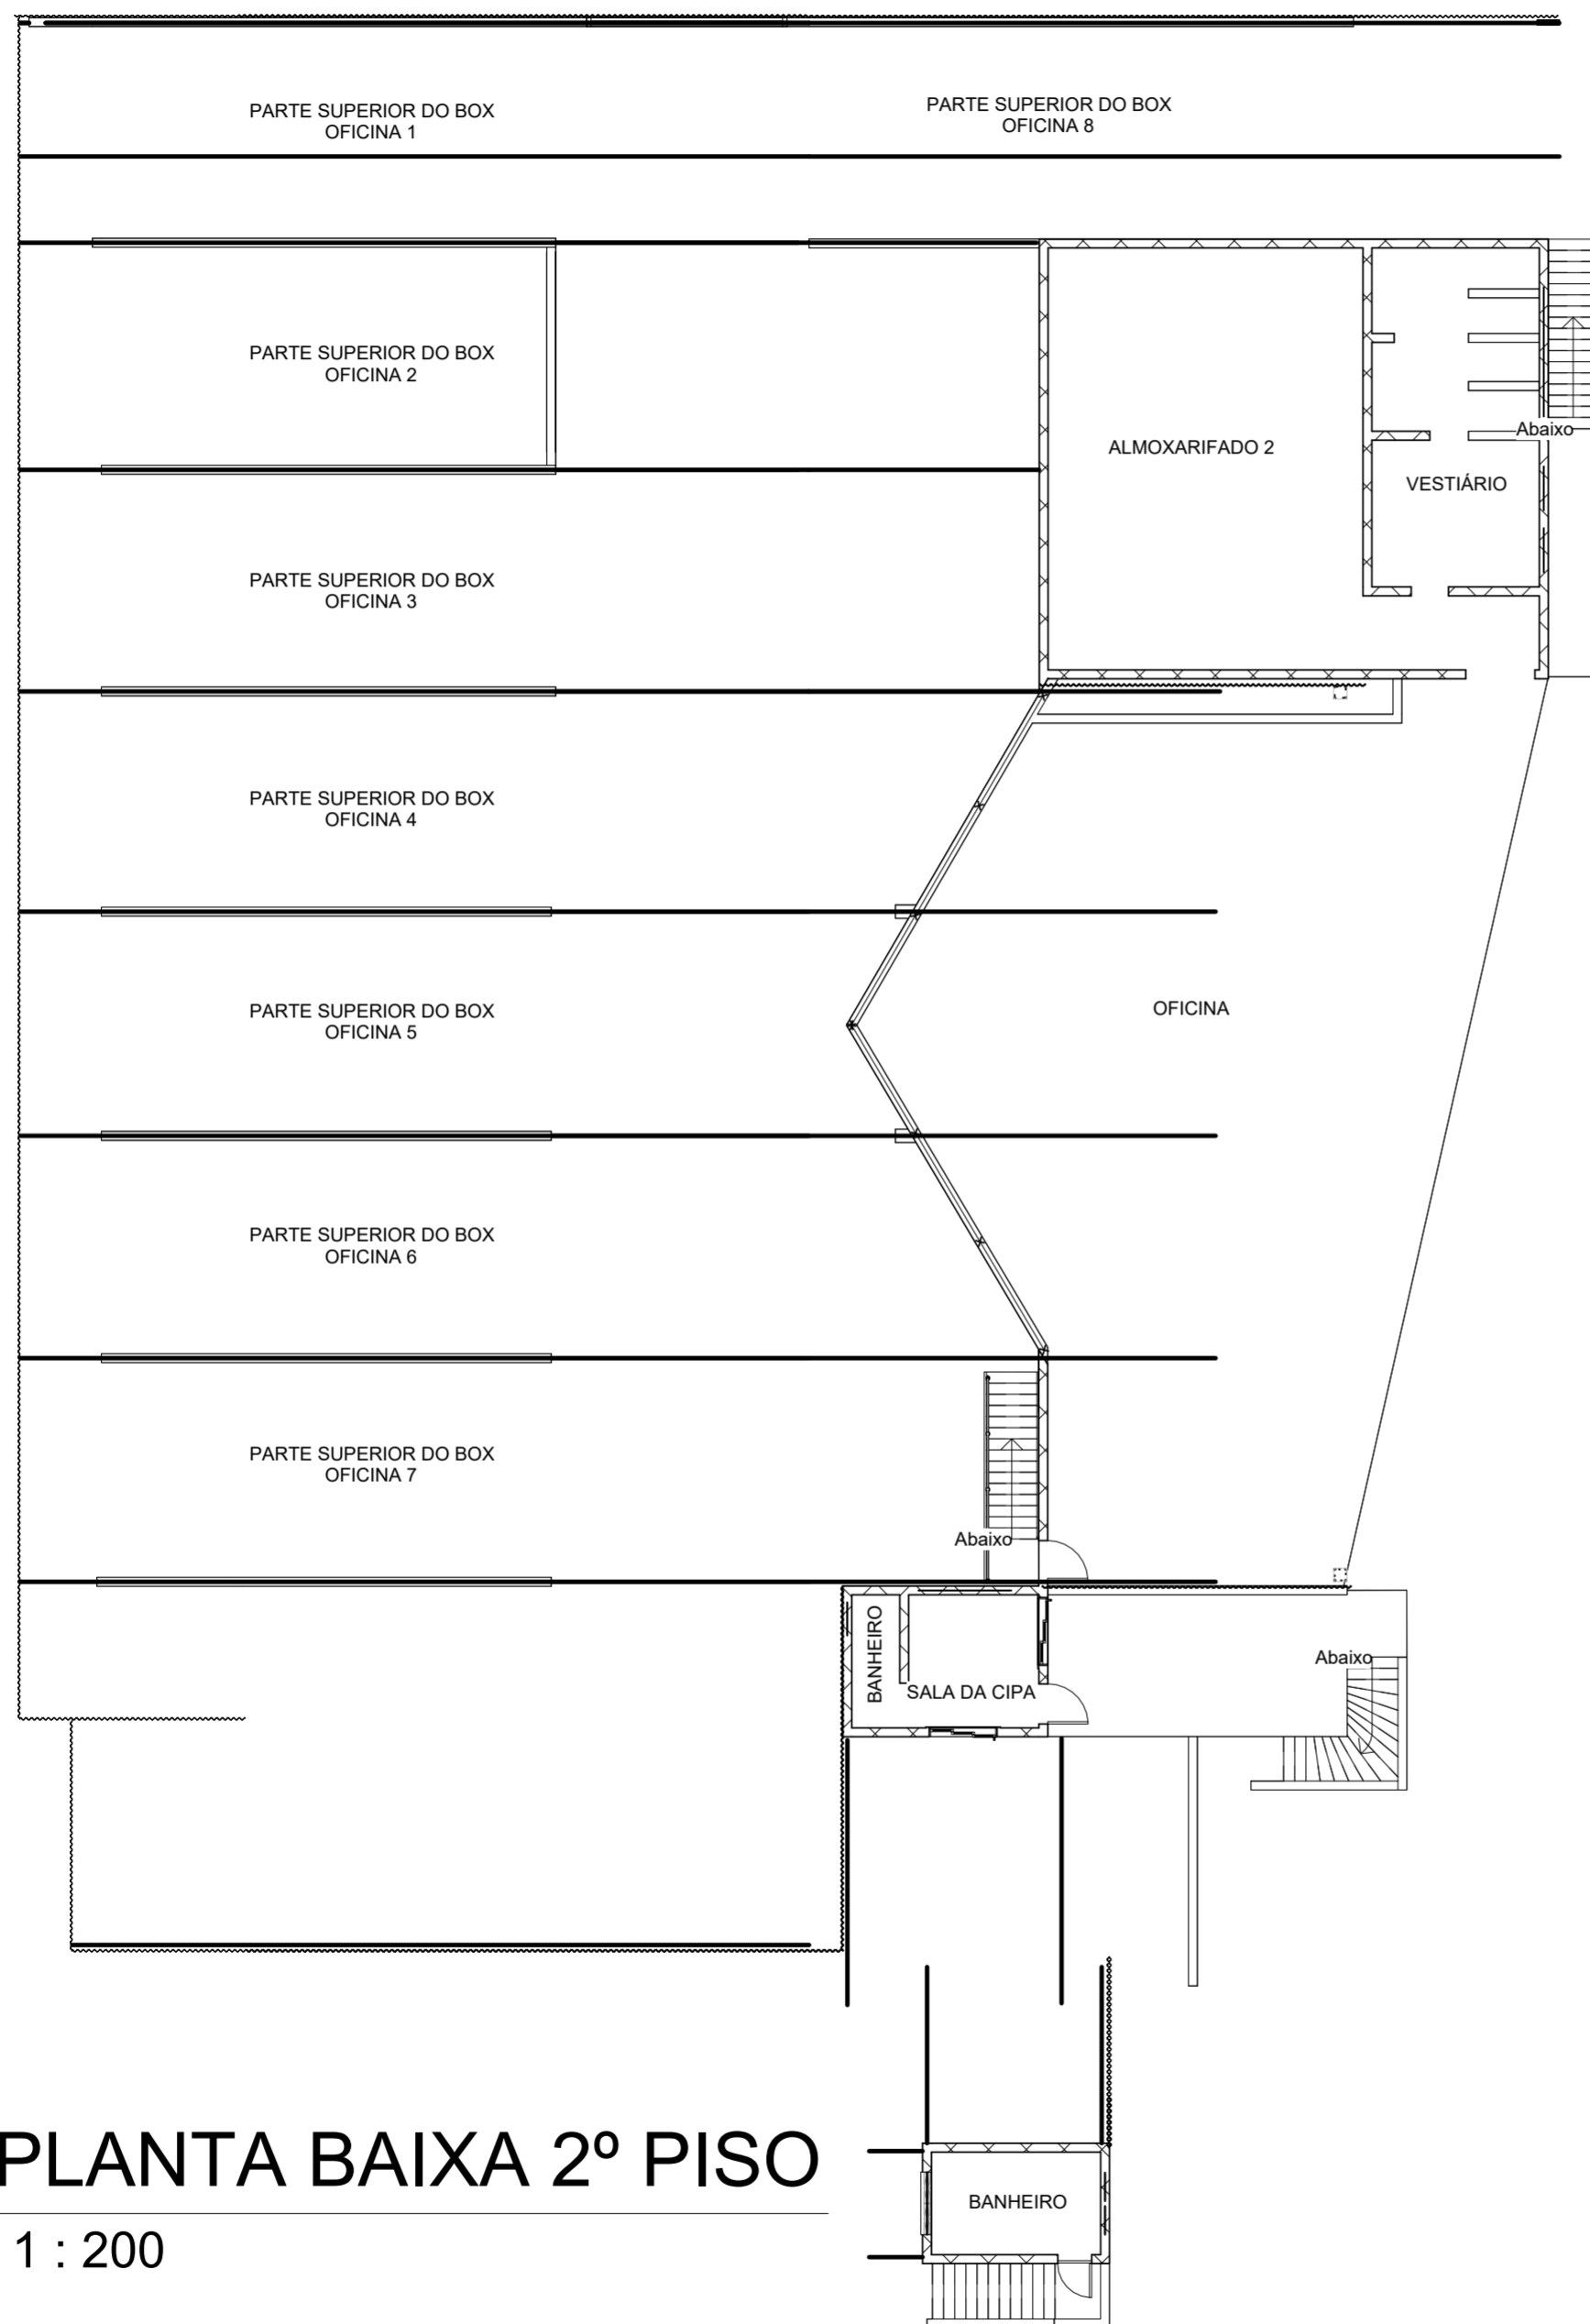 PARTE SUPERIOR DO BOX
OFICINA 1
PARTE SUPERIOR DO BOX
OFICINA 8
PARTE SUPERIOR DO BOX
OFICINA 2
ALMOXARIFADO 2
Abaixo
VESTIÁRIO
PARTE SUPERIOR DO BOX
OFICINA 3
PARTE SUPERIOR DO BOX
OFICINA 4
PARTE SUPERIOR DO BOX
OFICINA 5
OFICINA
PARTE SUPERIOR DO BOX
OFICINA 6
PARTE SUPERIOR DO BOX
OFICINA 7
Abaixo
BANHEIRO
SALA DA CIPA
Abaixo
PLANTA BAIXA 2º PISO
1 : 200
BANHEIRO